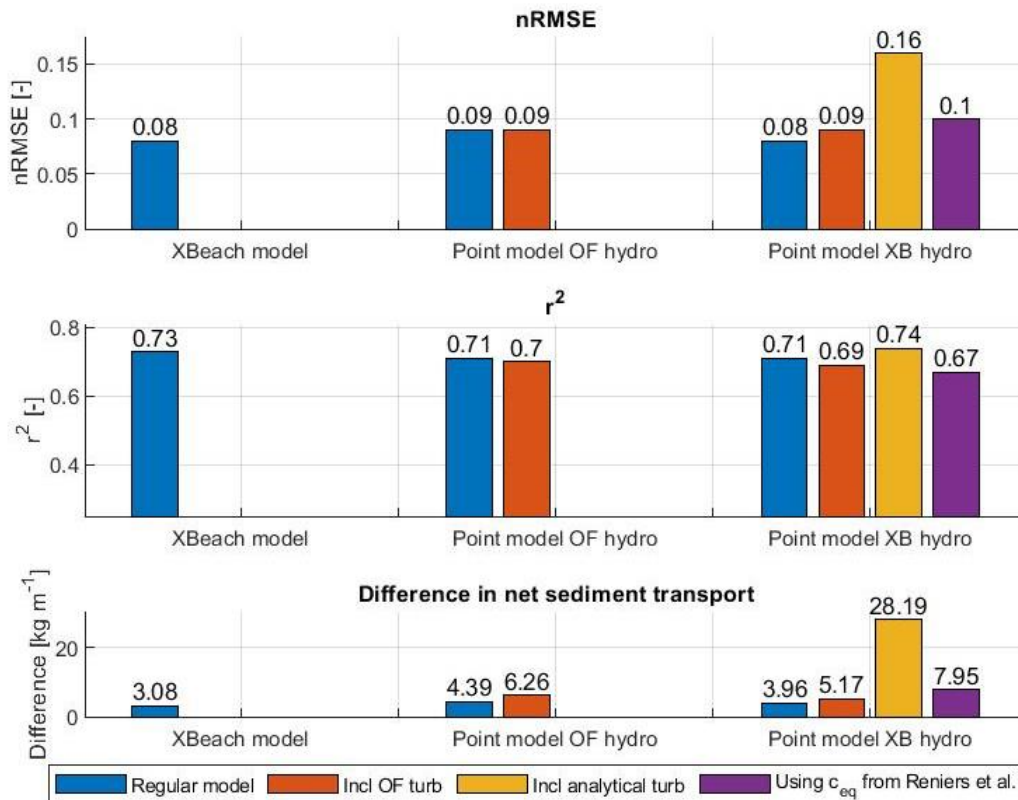 nRMSE
nRMSE [-]
0.15
0.1
0.05
0
0.08
0.09
0.09
0.08
0.09
0.16
0.1
XBeach model
Point model OF hydro
Point model XB hydro
r²
r² [-]
0.8
0.6
0.4
0.73
0.71
0.7
0.71
0.69
0.74
0.67
XBeach model
Point model OF hydro
Point model XB hydro
Difference in net sediment transport
Difference [kg m⁻¹]
20
0
3.08
4.39
6.26
3.96
5.17
28.19
7.95
XBeach model
Point model OF hydro
Point model XB hydro
Regular model
Incl OF turb
Incl analytical turb
Using c_eq from Reniers et al.